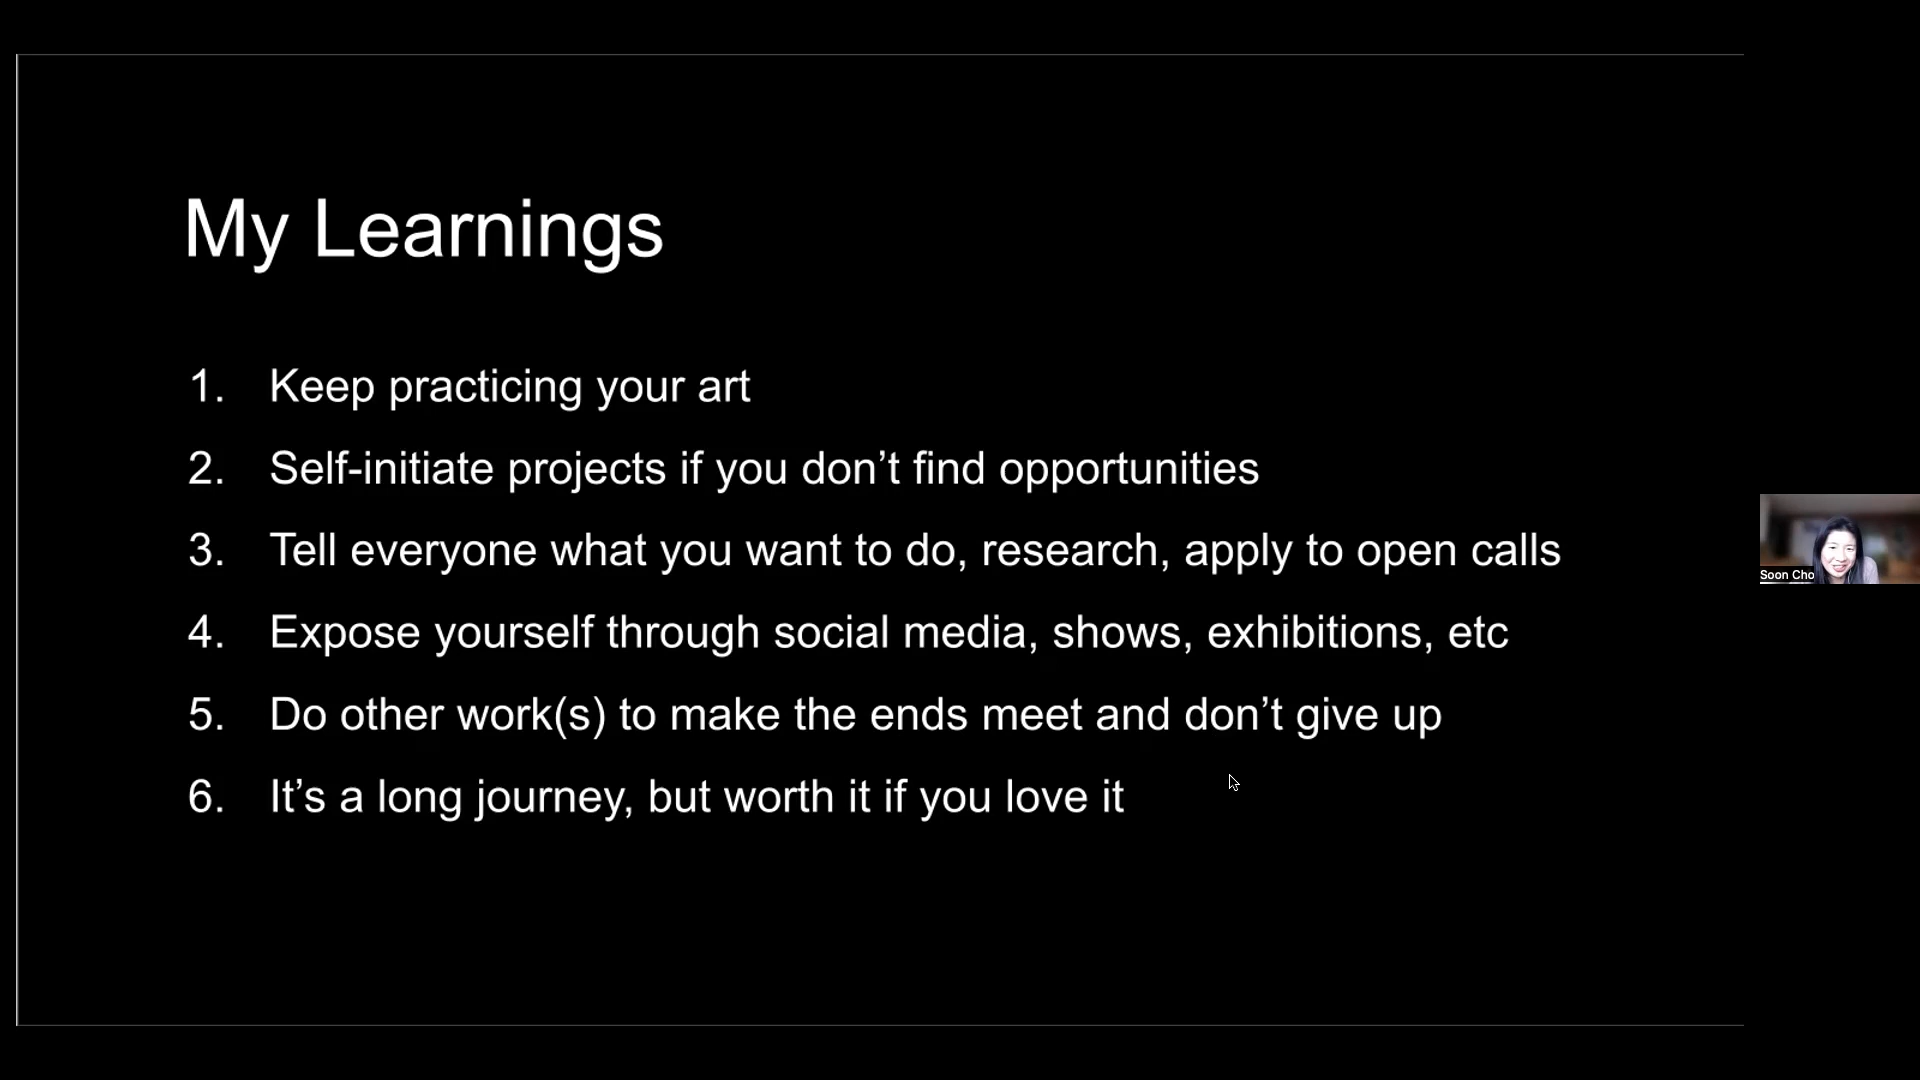 My Learnings
1. Keep practicing your art
2. Self-initiate projects if you don’t find opportunities
3. Tell everyone what you want to do, research, apply to open calls
4. Expose yourself through social media, shows, exhibitions, etc
5. Do other work(s) to make the ends meet and don’t give up
6. It’s a long journey, but worth it if you love it
Soon Cho